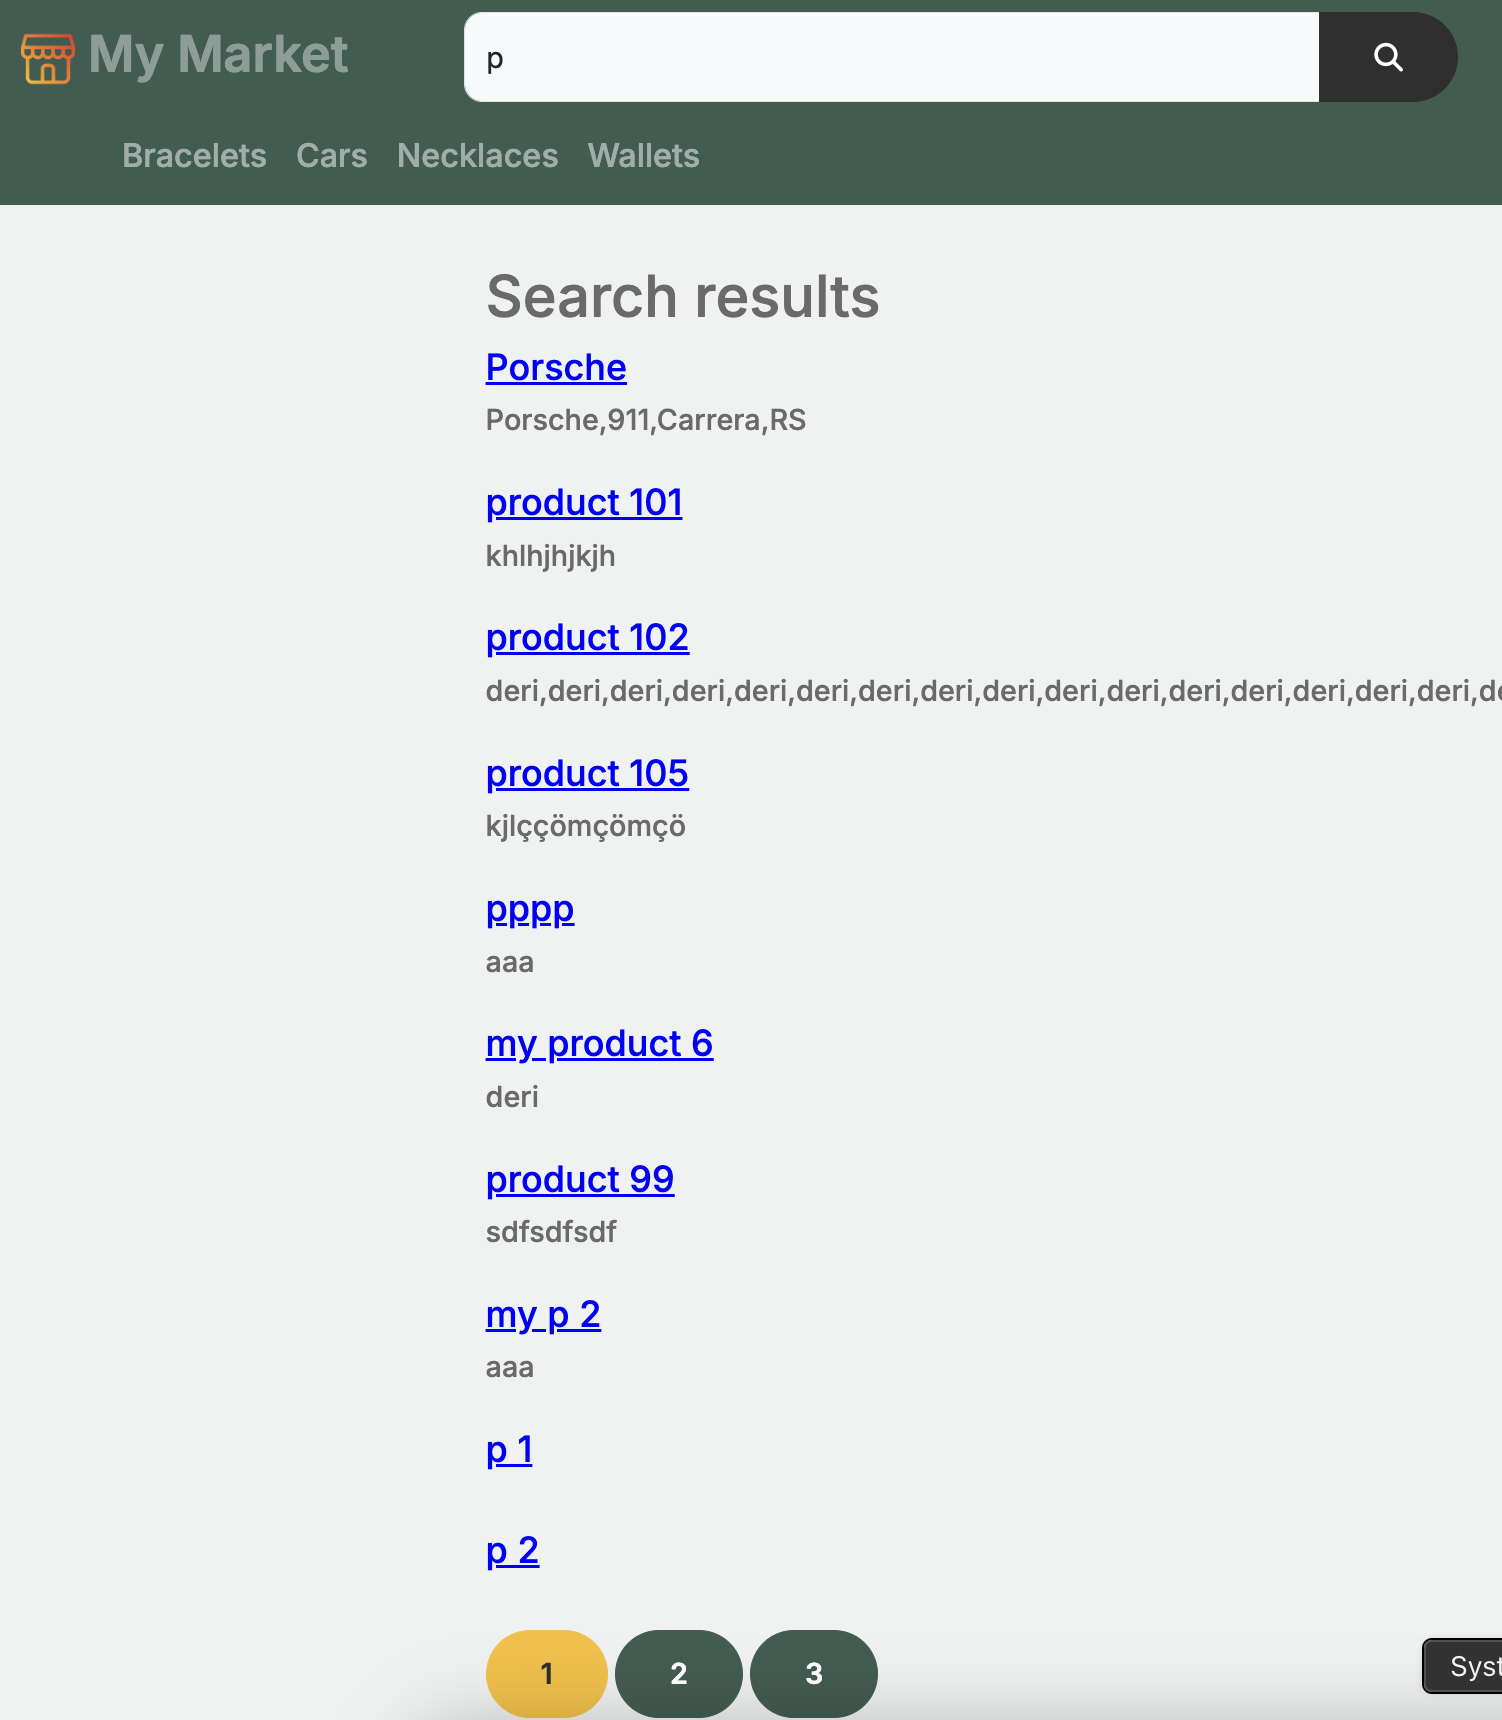 My Market
p
Bracelets Cars Necklaces Wallets
Search results
Porsche
Porsche,911,Carrera,RS
product 101
khlhjhjkjh
product 102
deri,deri,deri,deri,deri,deri,deri,deri,deri,deri,deri,deri,deri,deri,deri,deri,de
product 105
kjlççömçömçö
pppp
aaa
my product 6
deri
product 99
sdfsdfsdf
my p 2
aaa
p 1
p 2
1 2 3
Syst